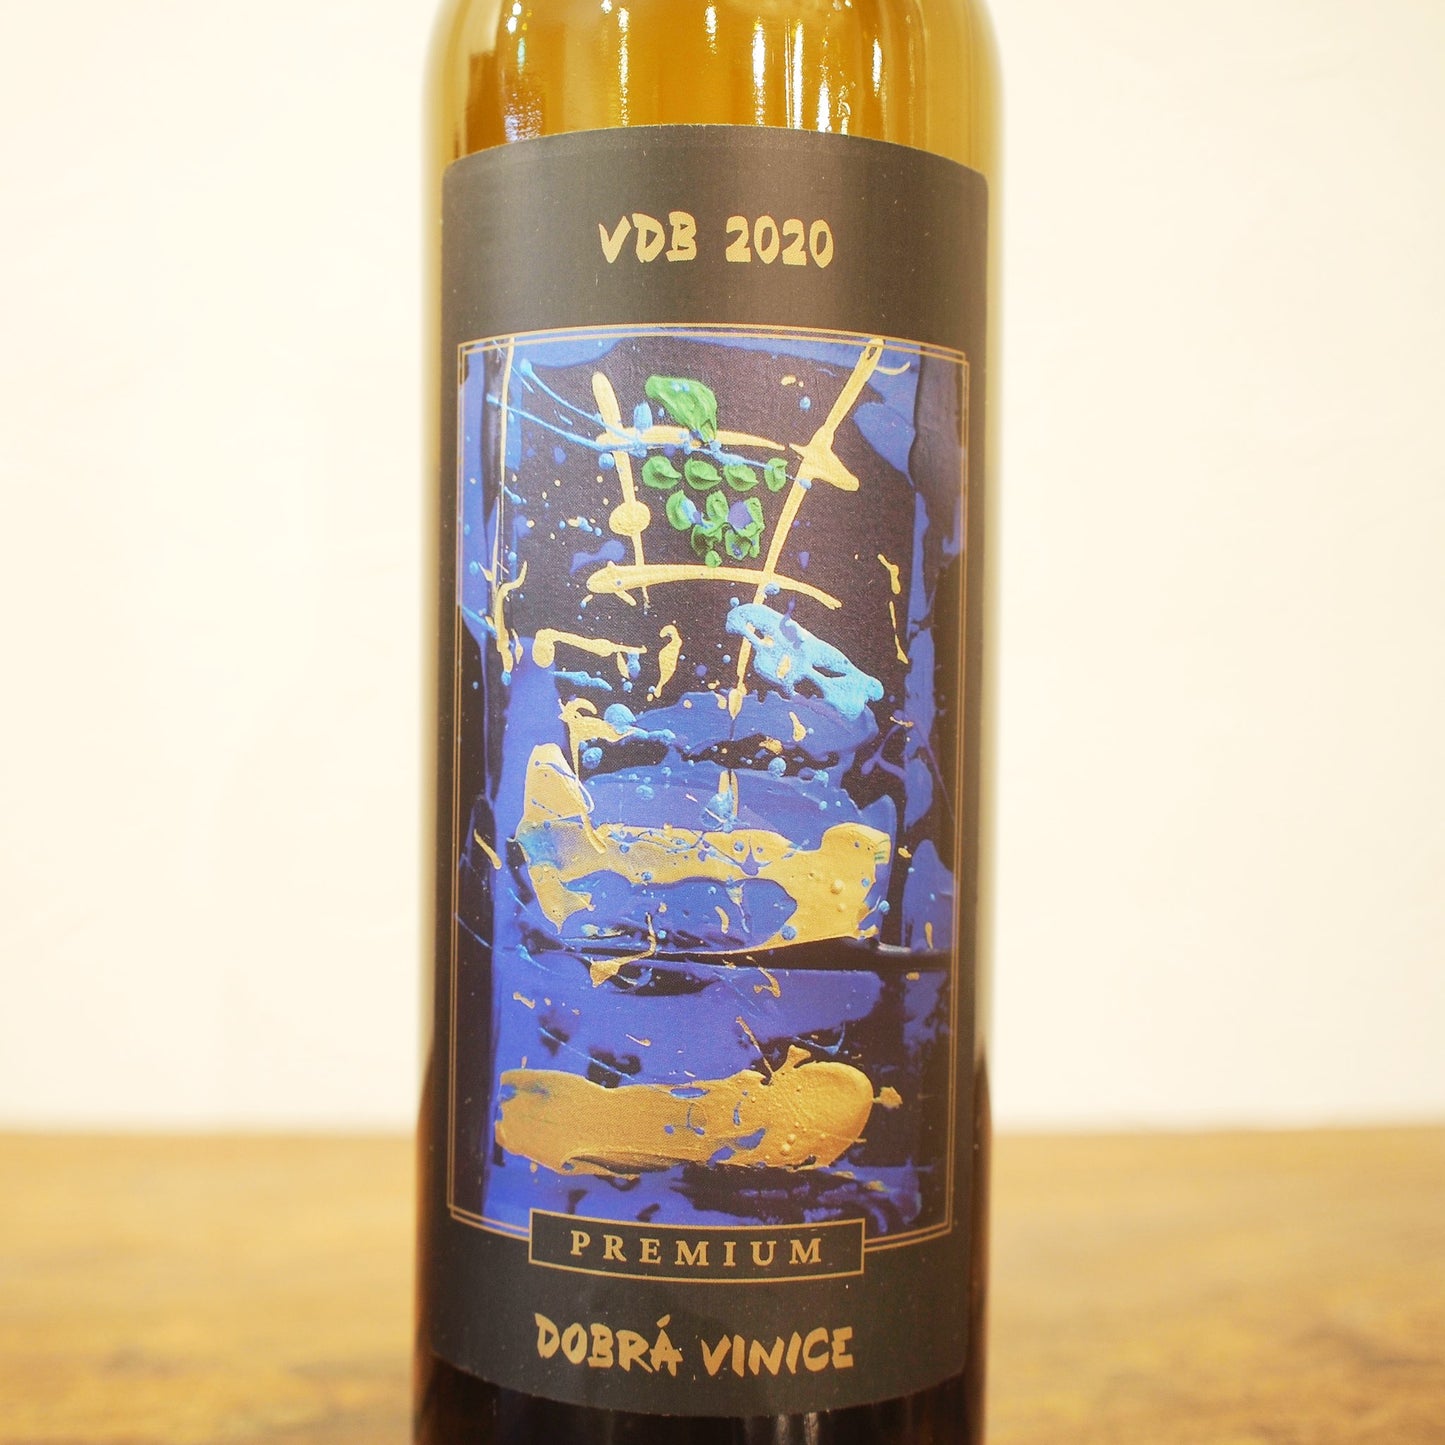 VDB 2020
PREMIUM
DOBRÁ VINICE